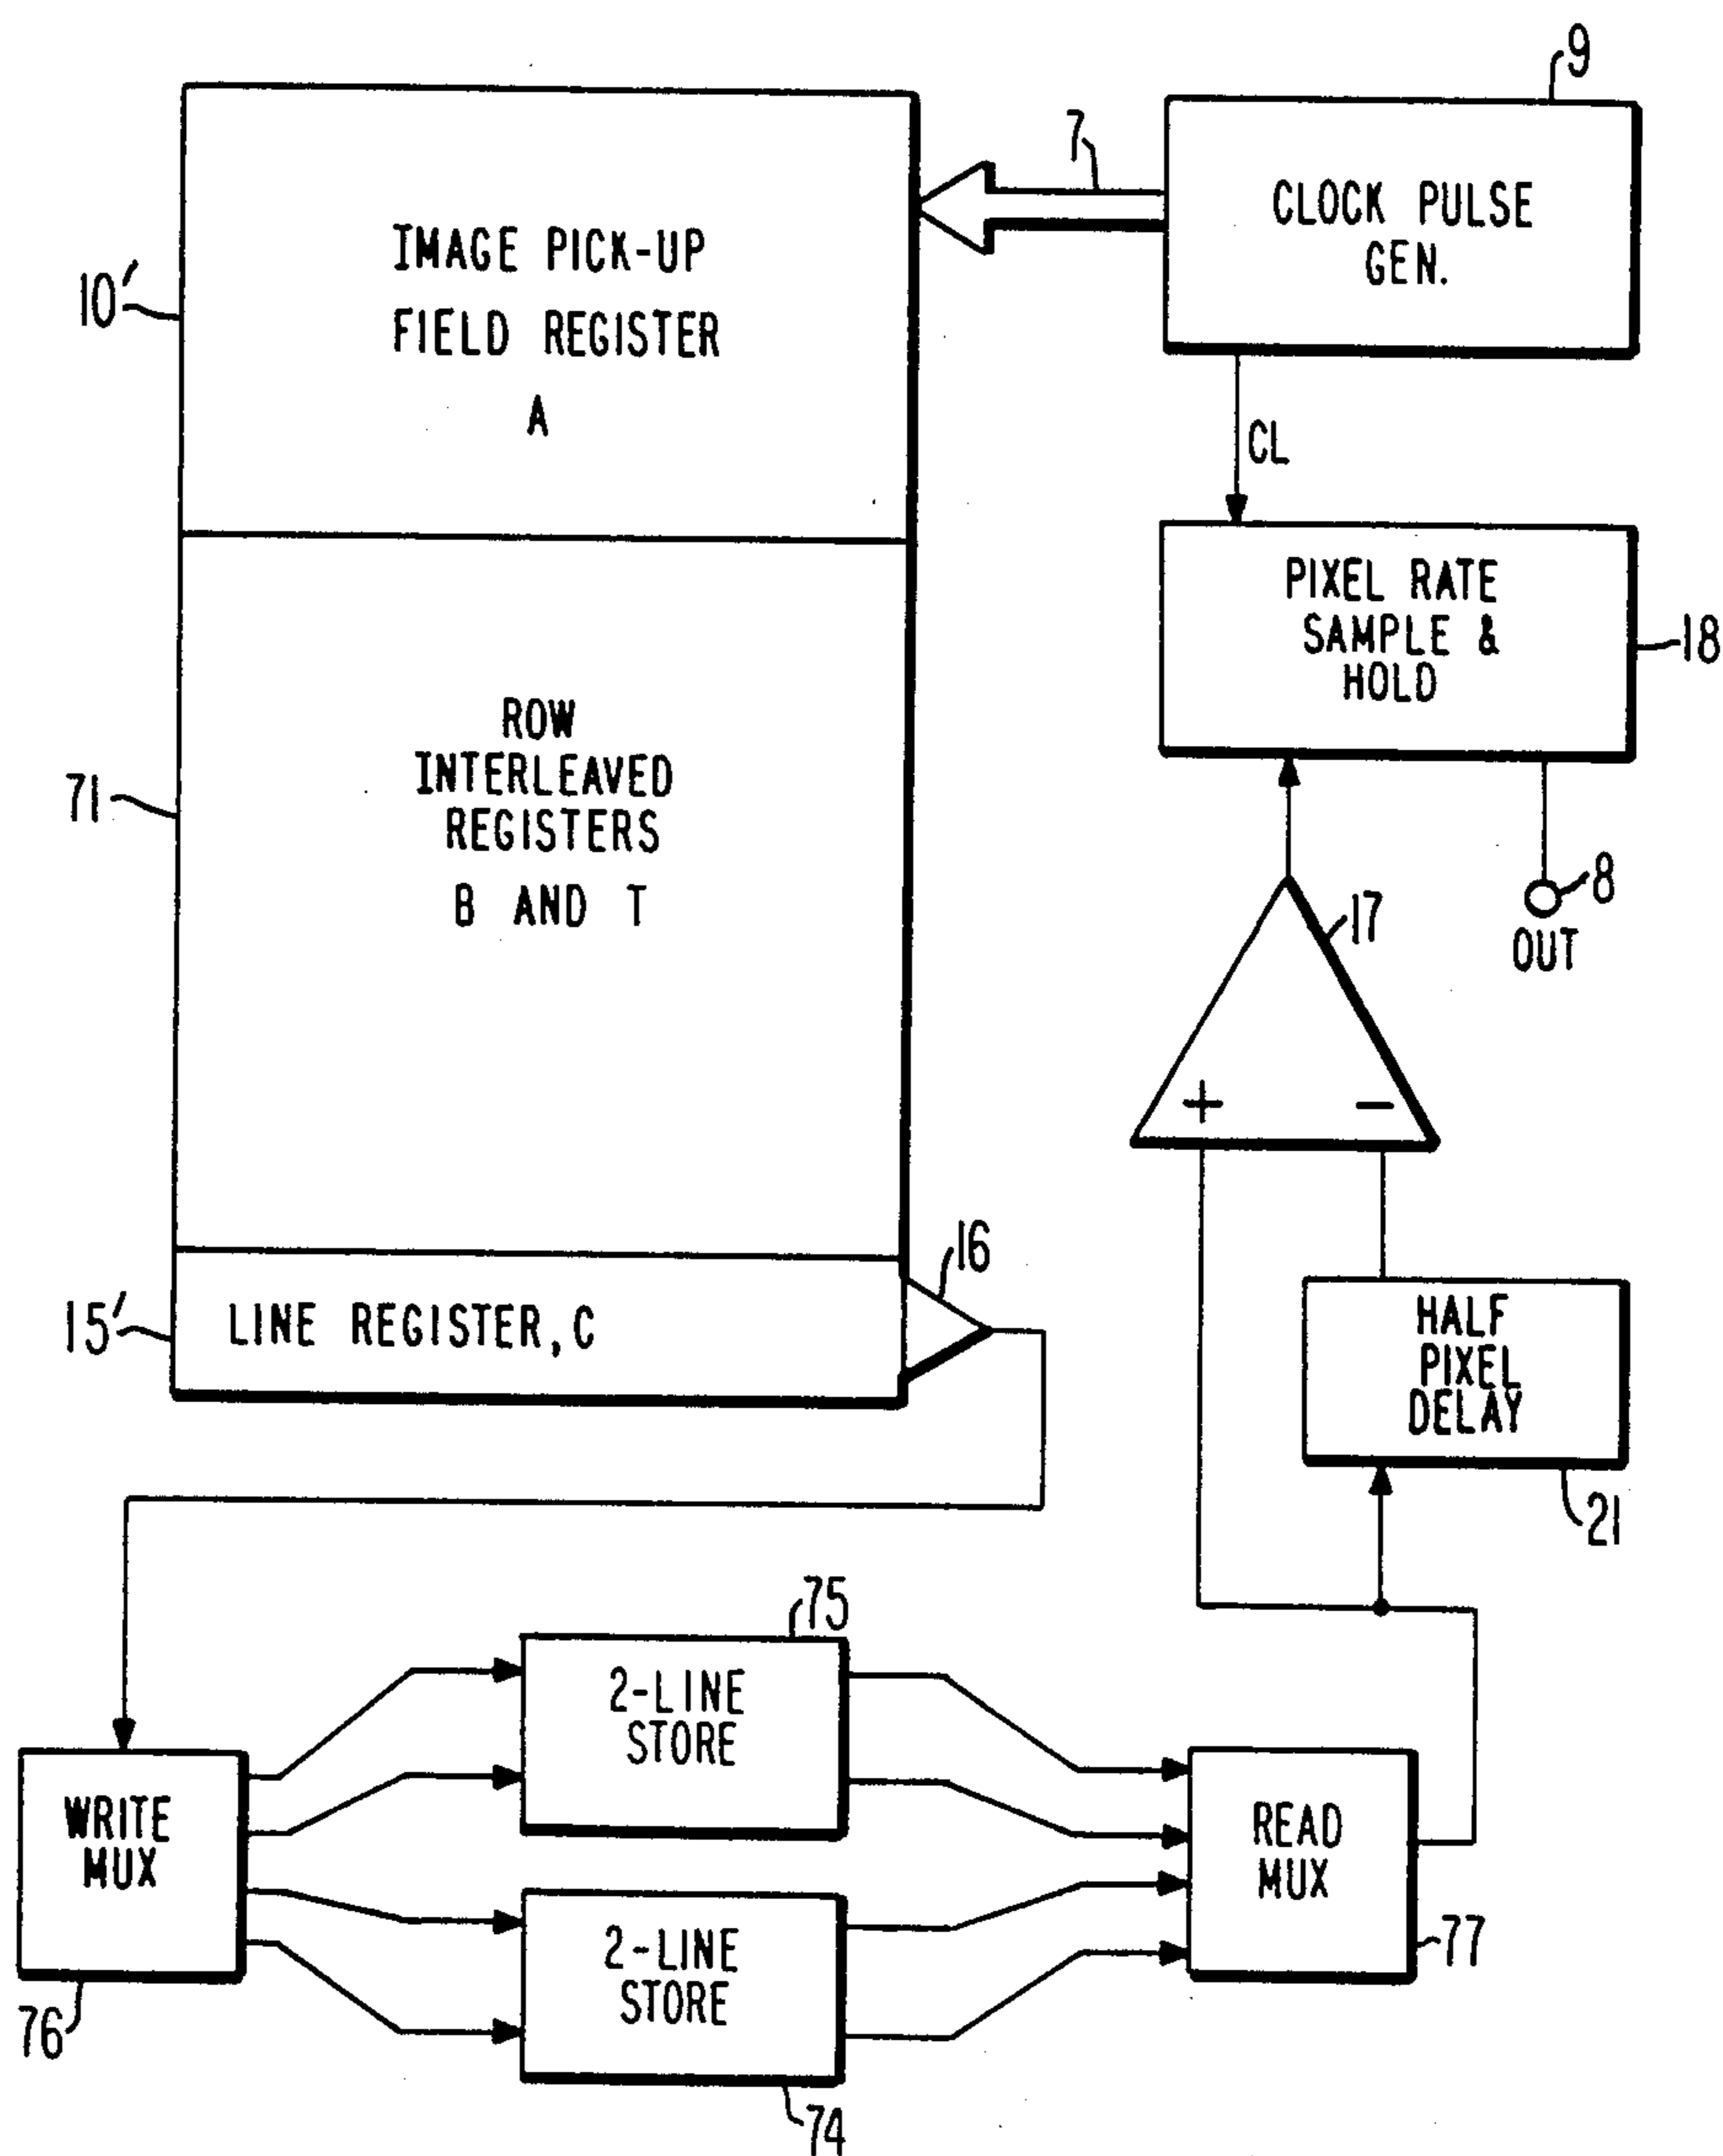 9
7
CLOCK PULSE
GEN.
IMAGE PICK-UP
FIELD REGISTER
A
10'
CL
PIXEL RATE
SAMPLE &
HOLD
18
ROW
INTERLEAVED
REGISTERS
B AND T
71
8
OUT
17
+ −
16
LINE REGISTER, C
15'
HALF
PIXEL
DELAY
21
75
2-LINE
STORE
WRITE
MUX
76
READ
MUX
77
2-LINE
STORE
74